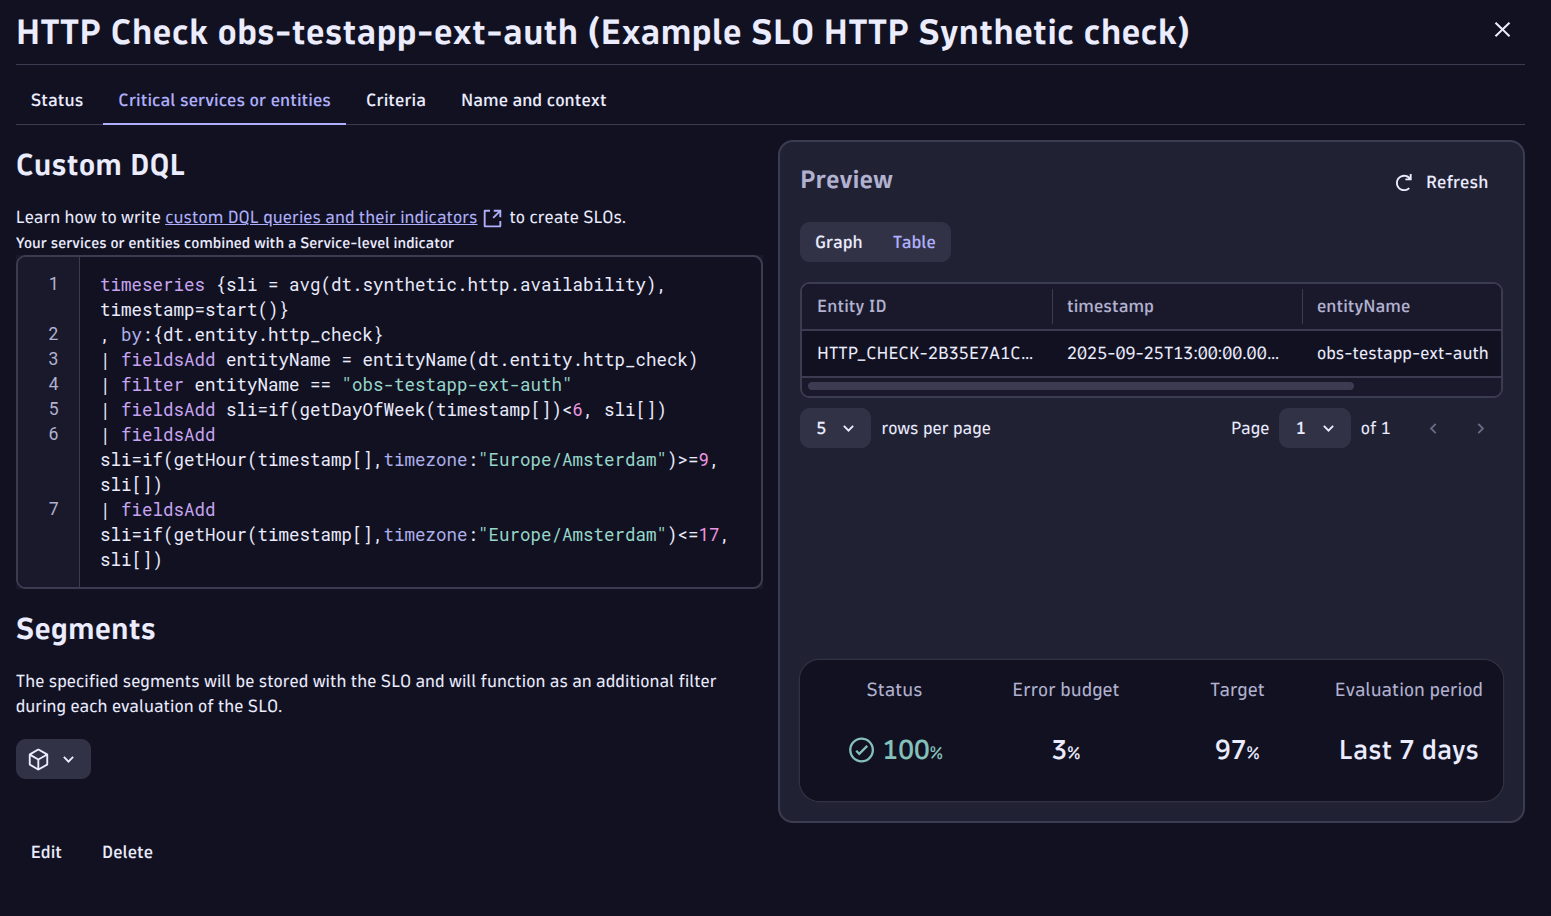 HTTP Check obs-testapp-ext-auth (Example SLO HTTP Synthetic check)
Status Critical services or entities Criteria Name and context
Custom DQL
Learn how to write custom DQL queries and their indicators to create SLOs.
Your services or entities combined with a Service-level indicator
1 timeseries {sli = avg(dt.synthetic.http.availability),
timestamp=start()}
2 , by:{dt.entity.http_check}
3 | fieldsAdd entityName = entityName(dt.entity.http_check)
4 | filter entityName == "obs-testapp-ext-auth"
5 | fieldsAdd sli=if(getDayOfWeek(timestamp[])<6, sli[])
6 | fieldsAdd
sli=if(getHour(timestamp[],timezone:"Europe/Amsterdam")>=9,
sli[])
7 | fieldsAdd
sli=if(getHour(timestamp[],timezone:"Europe/Amsterdam")<=17,
sli[])
Segments
The specified segments will be stored with the SLO and will function as an additional filter
during each evaluation of the SLO.
Edit Delete
Preview
Refresh
Graph Table
Entity ID timestamp entityName
HTTP_CHECK-2B35E7A1C... 2025-09-25T13:00:00.00... obs-testapp-ext-auth
5 rows per page Page 1 of 1
Status Error budget Target Evaluation period
100% 3% 97% Last 7 days